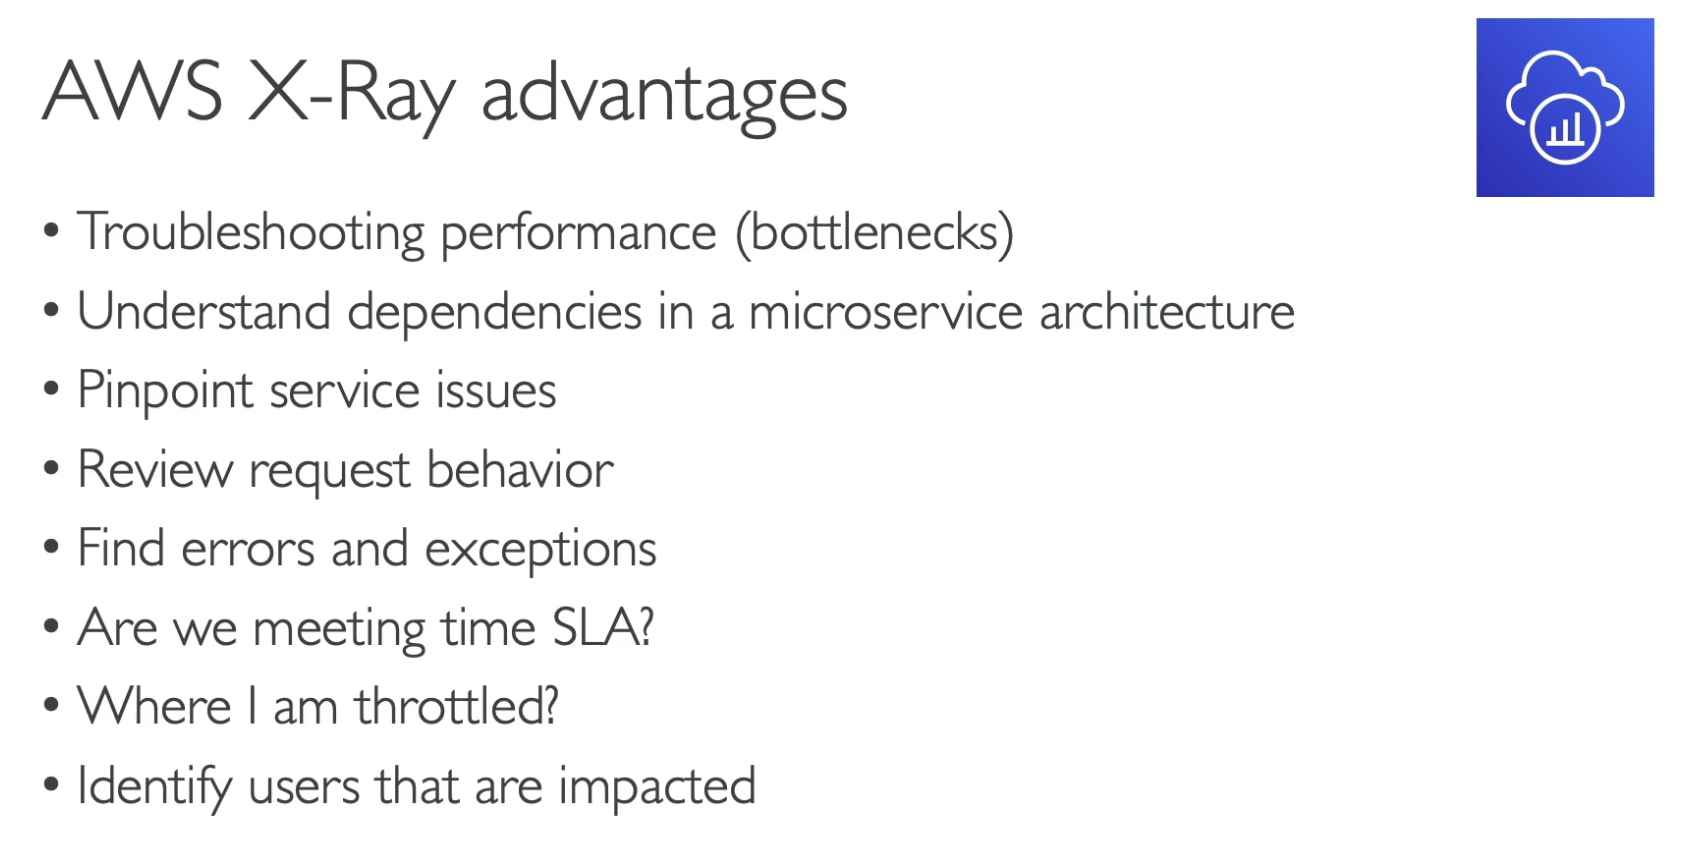 AWS X-Ray advantages
• Troubleshooting performance (bottlenecks)
• Understand dependencies in a microservice architecture
• Pinpoint service issues
• Review request behavior
• Find errors and exceptions
• Are we meeting time SLA?
• Where I am throttled?
• Identify users that are impacted